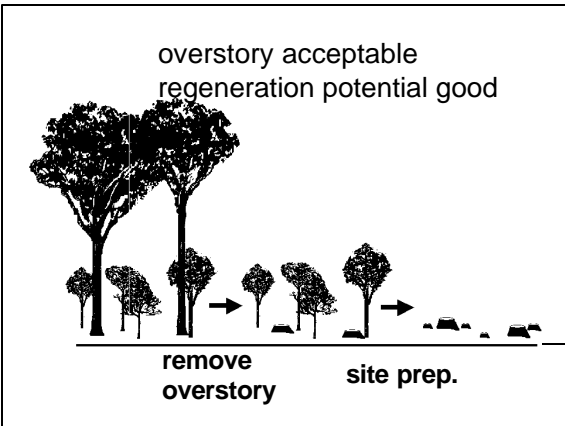 overstory acceptable
regeneration potential good
remove
overstory
site prep.